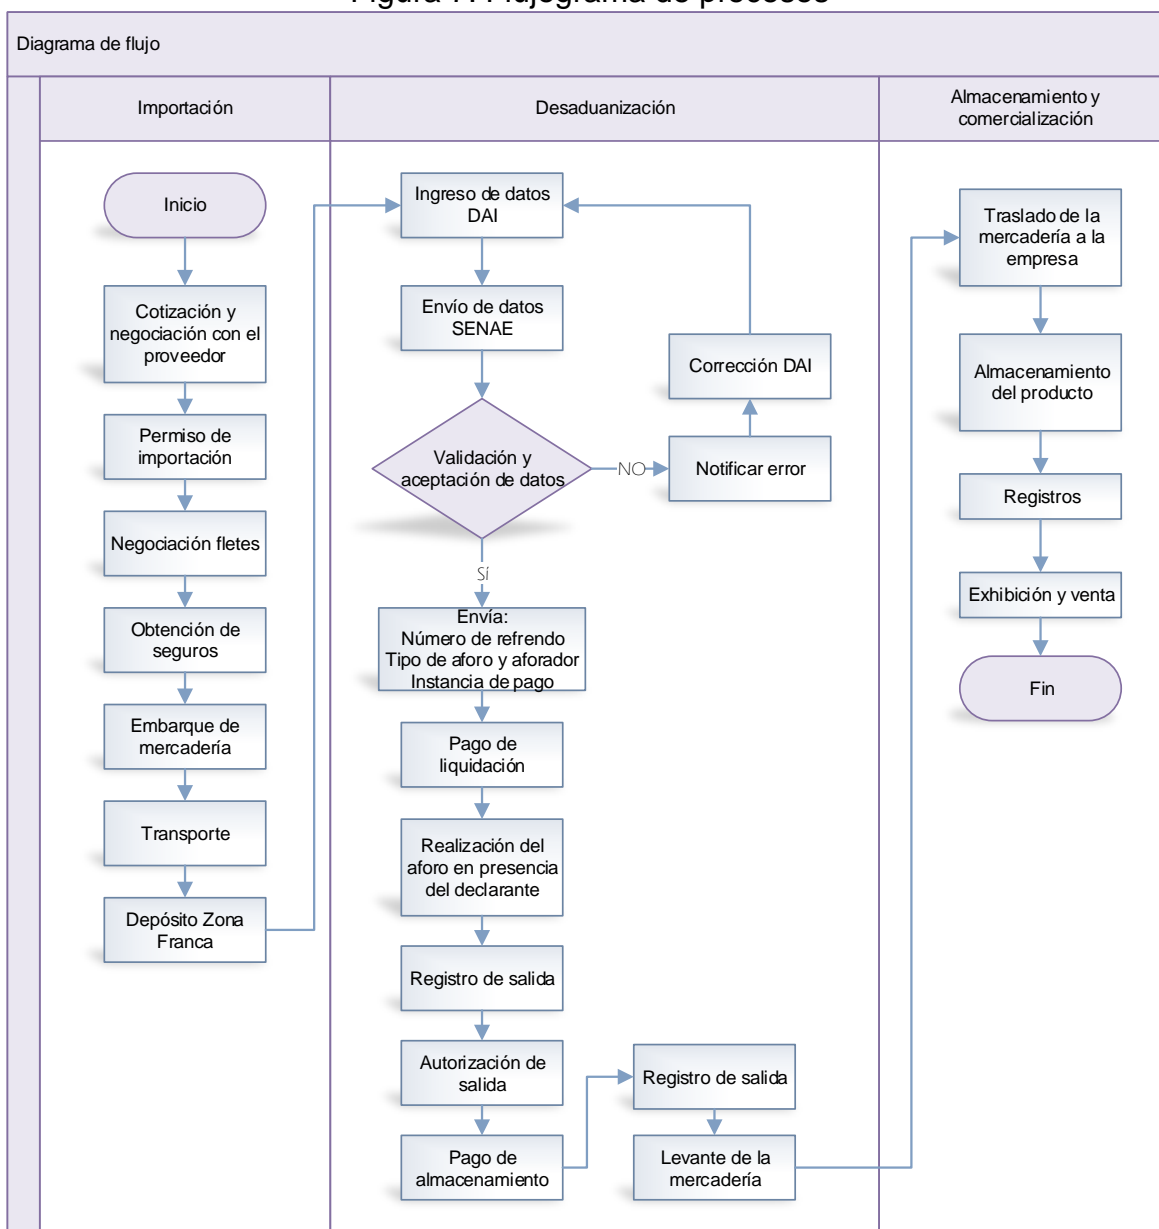 Figura 7. Flujograma de procesos
Diagrama de flujo
Importación
Desaduanización
Almacenamiento y
comercialización
Inicio
Cotización y
negociación con el
proveedor
Permiso de
importación
Negociación fletes
Obtención de
seguros
Embarque de
mercadería
Transporte
Depósito Zona
Franca
Ingreso de datos
DAI
Envío de datos
SENAE
Validación y
aceptación de datos
NO
Notificar error
Corrección DAI
Sí
Envía:
Número de refrendo
Tipo de aforo y aforador
Instancia de pago
Pago de
liquidación
Realización del
aforo en presencia
del declarante
Registro de salida
Autorización de
salida
Pago de
almacenamiento
Registro de salida
Levante de la
mercadería
Traslado de la
mercadería a la
empresa
Almacenamiento
del producto
Registros
Exhibición y venta
Fin